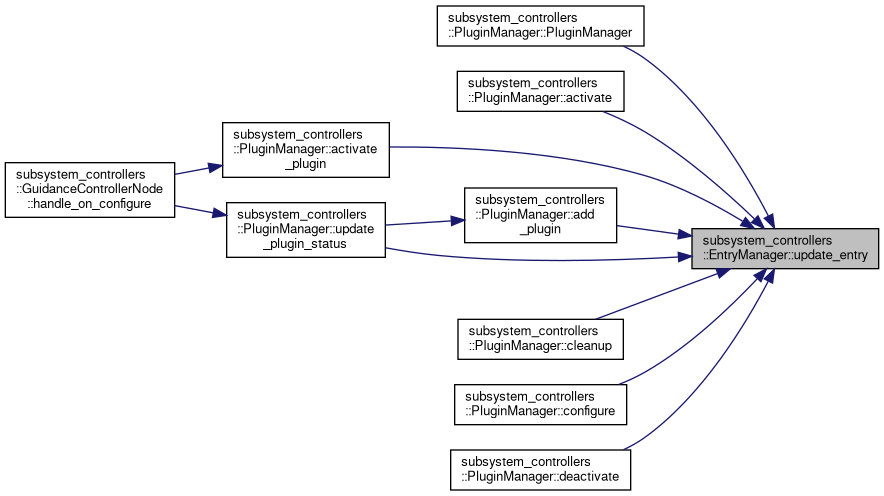 subsystem_controllers
::PluginManager::PluginManager
subsystem_controllers
::PluginManager::activate
subsystem_controllers
::PluginManager::activate
_plugin
subsystem_controllers
::GuidanceControllerNode
::handle_on_configure
subsystem_controllers
::PluginManager::update
_plugin_status
subsystem_controllers
::PluginManager::add
_plugin
subsystem_controllers
::EntryManager::update_entry
subsystem_controllers
::PluginManager::cleanup
subsystem_controllers
::PluginManager::configure
subsystem_controllers
::PluginManager::deactivate